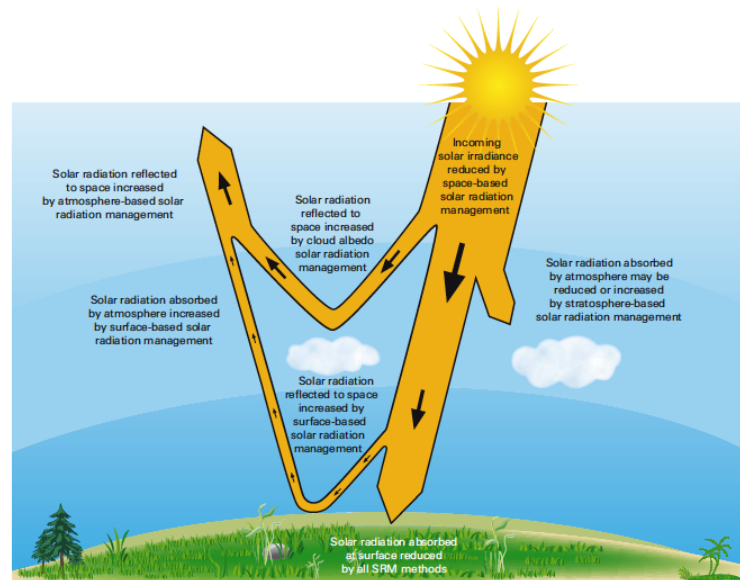 Incoming
solar irradiance
reduced by
space-based
solar radiation
management
Solar radiation reflected
to space increased
by atmosphere-based solar
radiation management
Solar radiation
reflected to
space increased
by cloud albedo
solar radiation
management
Solar radiation absorbed
by atmosphere may be
reduced or increased
by stratosphere-based
solar radiation management
Solar radiation absorbed
by atmosphere increased
by surface-based solar
radiation management
Solar radiation
reflected to space
increased by
surface-based
solar radiation
management
Solar radiation absorbed
at surface reduced
by all SRM methods